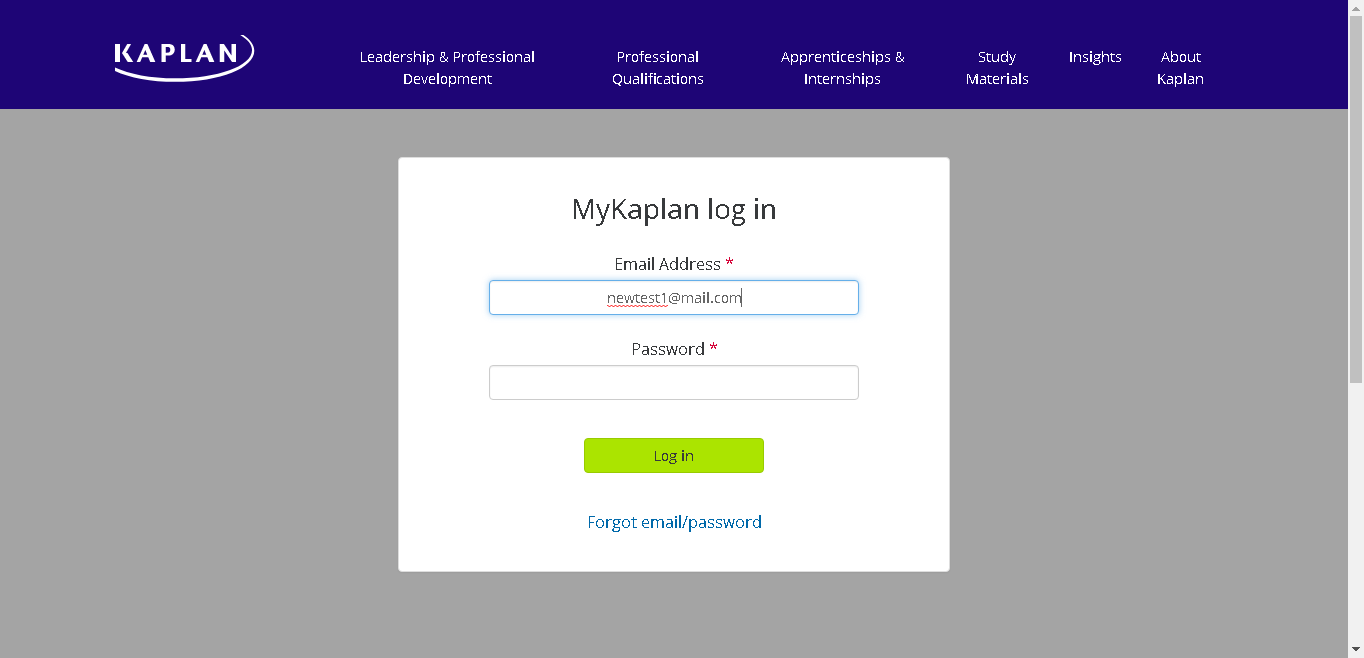 KAPLAN
Leadership & Professional
Development
Professional
Qualifications
Apprenticeships &
Internships
Study
Materials
Insights
About
Kaplan
MyKaplan log in
Email Address *
newtest1@mail.com
Password *
Log in
Forgot email/password